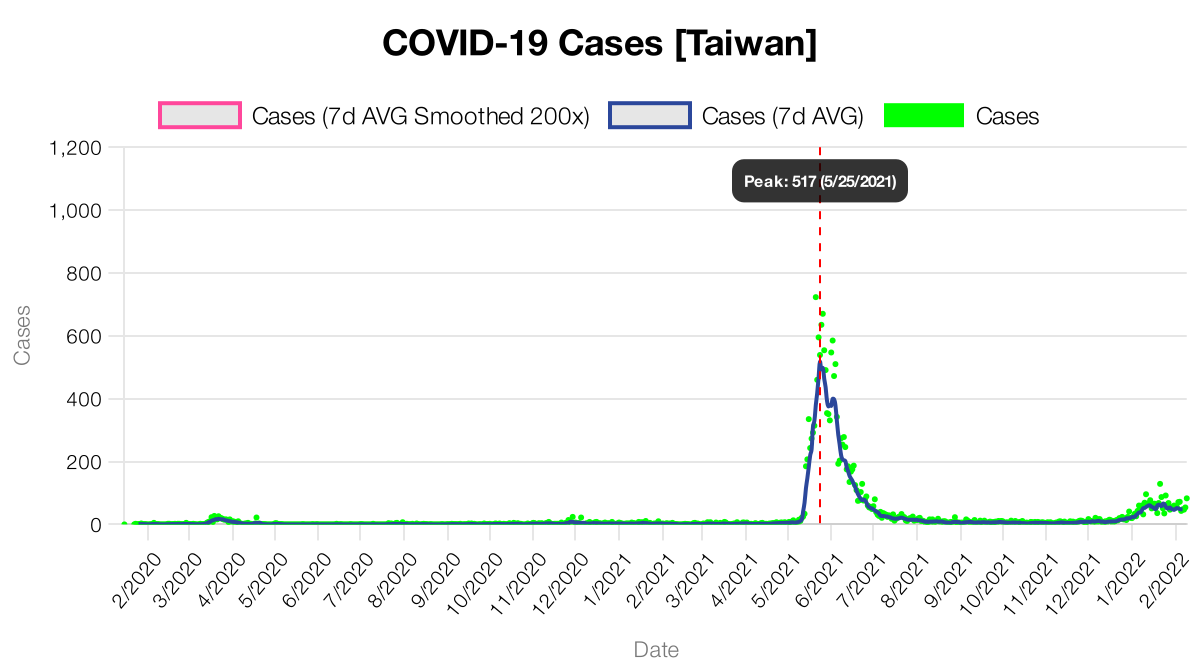 COVID-19 Cases [Taiwan]
Cases (7d AVG Smoothed 200x) Cases (7d AVG) Cases
1,200
Peak: 517 (5/25/2021)
1,000
800
600
400
200
0
Cases
2/2020 3/2020 4/2020 5/2020 6/2020 7/2020 8/2020 9/2020 10/2020 11/2020 12/2020 1/2021 2/2021 3/2021 4/2021 5/2021 6/2021 7/2021 8/2021 9/2021 10/2021 11/2021 12/2021 1/2022 2/2022
Date